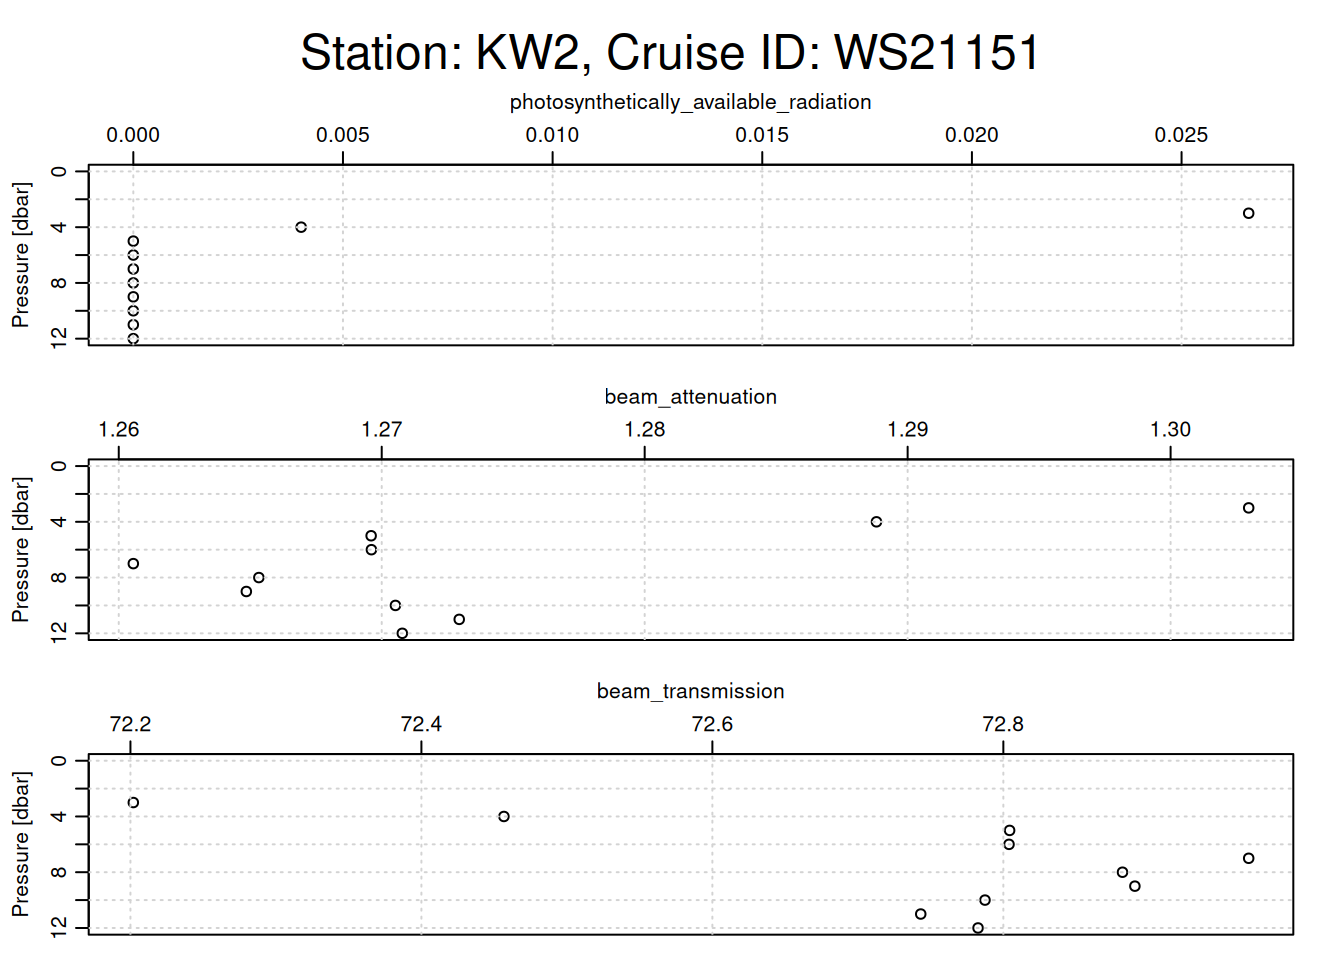 Station: KW2, Cruise ID: WS21151
photosynthetically_available_radiation
0.000 0.005 0.010 0.015 0.020 0.025
Pressure [dbar]
0
4
8
12
beam_attenuation
1.26 1.27 1.28 1.29 1.30
Pressure [dbar]
0
4
8
12
beam_transmission
72.2 72.4 72.6 72.8
Pressure [dbar]
0
4
8
12